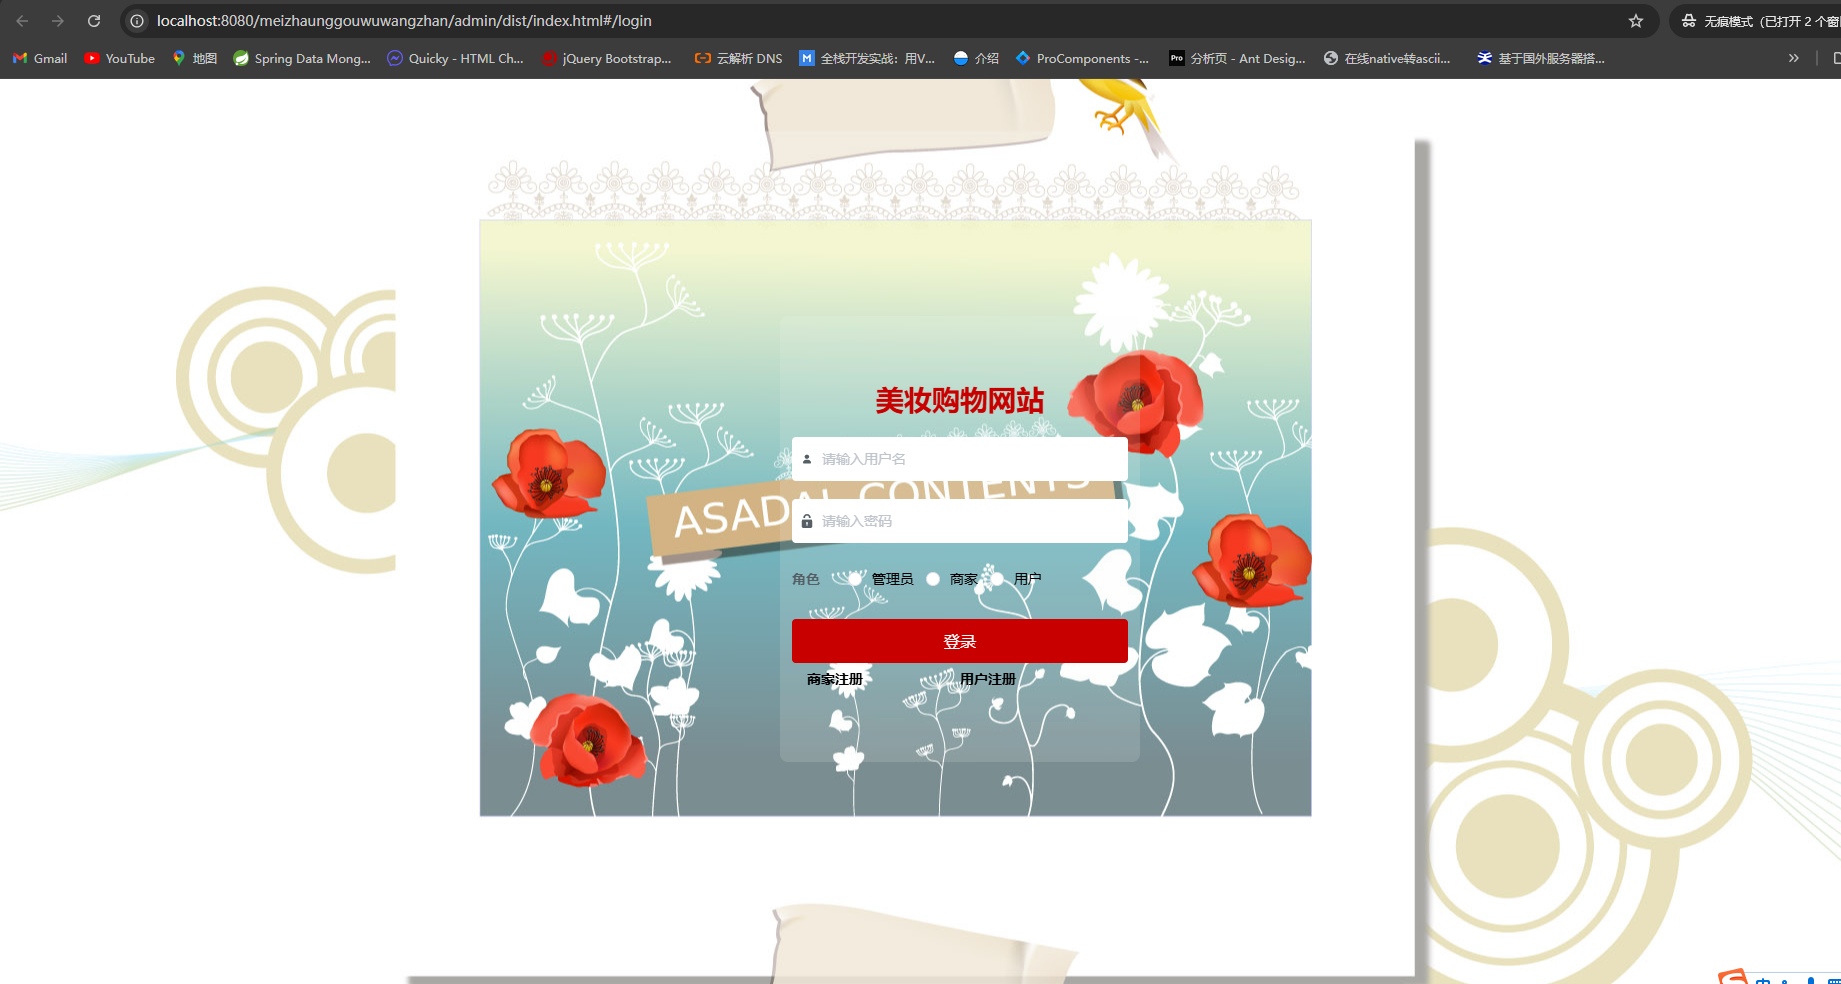 localhost:8080/meizhaunggouwuwangzhan/admin/dist/index.html#/login
无痕模式（已打开 2 个窗
Gmail
YouTube
地图
Spring Data Mong...
Quicky - HTML Ch...
jQuery Bootstrap...
云解析 DNS
全栈开发实战：用V...
介绍
ProComponents -...
Pro
分析页 - Ant Desig...
在线native转ascii...
基于国外服务器搭...
美妆购物网站
请输入用户名
ASADAL CONTENTS
请输入密码
角色 管理员 商家 用户
登录
商家注册 用户注册